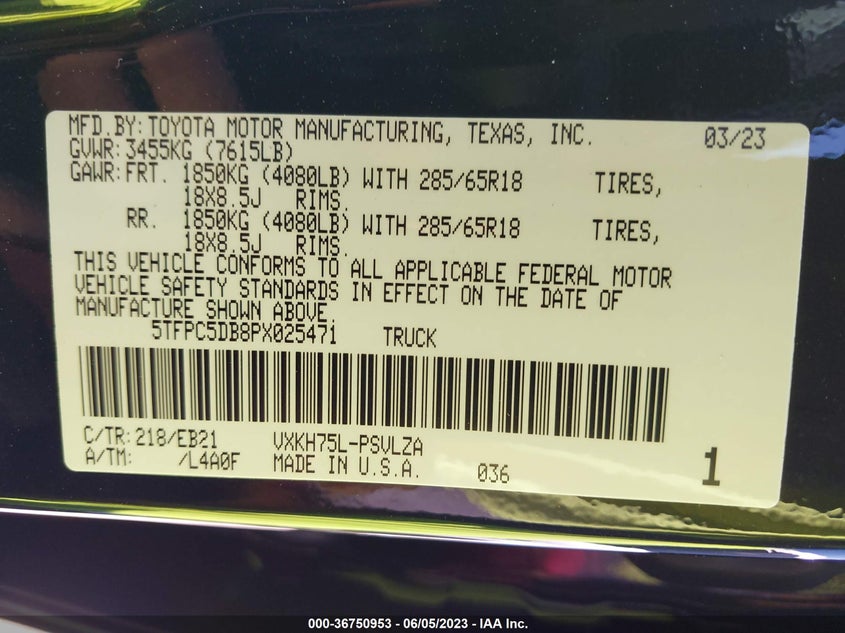 MFD.BY: TOYOTA MOTOR MANUFACTURING, TEXAS, INC. 03/23
GVWR: 3455KG (7615LB)
GAWR: FRT. 1850KG (4080LB) WITH 285/65R18 TIRES,
18X8.5J RIMS.
RR. 1850KG (4080LB) WITH 285/65R18 TIRES,
18X8.5J RIMS.
THIS VEHICLE CONFORMS TO ALL APPLICABLE FEDERAL MOTOR
VEHICLE SAFETY STANDARDS IN EFFECT ON THE DATE OF
MANUFACTURE SHOWN ABOVE.
5TFPC5DB8PX025471 TRUCK
C/TR: 218/EB21 VXKH75L-PSVLZA
A/TM: /L4A0F MADE IN U.S.A. 036 1
000-36750953 - 06/05/2023 - IAA Inc.